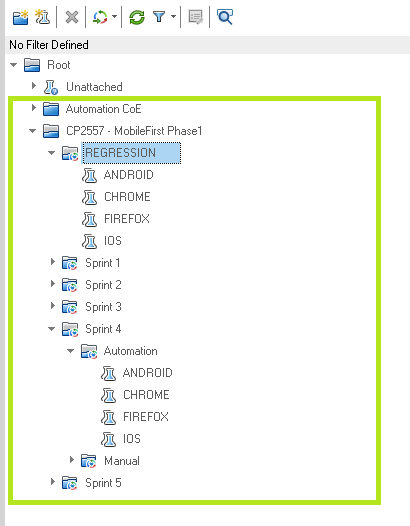 No Filter Defined
Root
Unattached
Automation CoE
CP2557 - MobileFirst Phase1
REGRESSION
ANDROID
CHROME
FIREFOX
IOS
Sprint 1
Sprint 2
Sprint 3
Sprint 4
Automation
ANDROID
CHROME
FIREFOX
IOS
Manual
Sprint 5